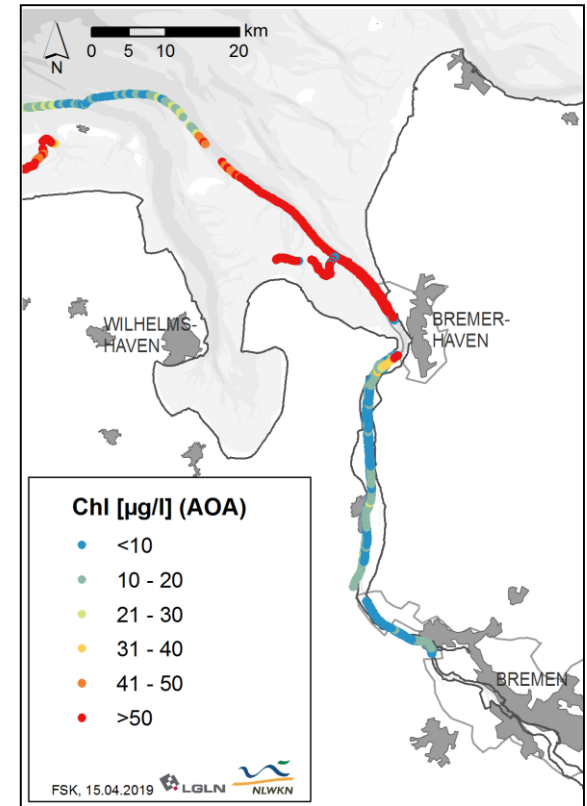 km
0 5 10 20
N
WILHELMS-
HAVEN
BREMER-
HAVEN
Chl [µg/l] (AOA)
<10
10 - 20
21 - 30
31 - 40
41 - 50
>50
BREMEN
FSK, 15.04.2019 LGLN NLWKN